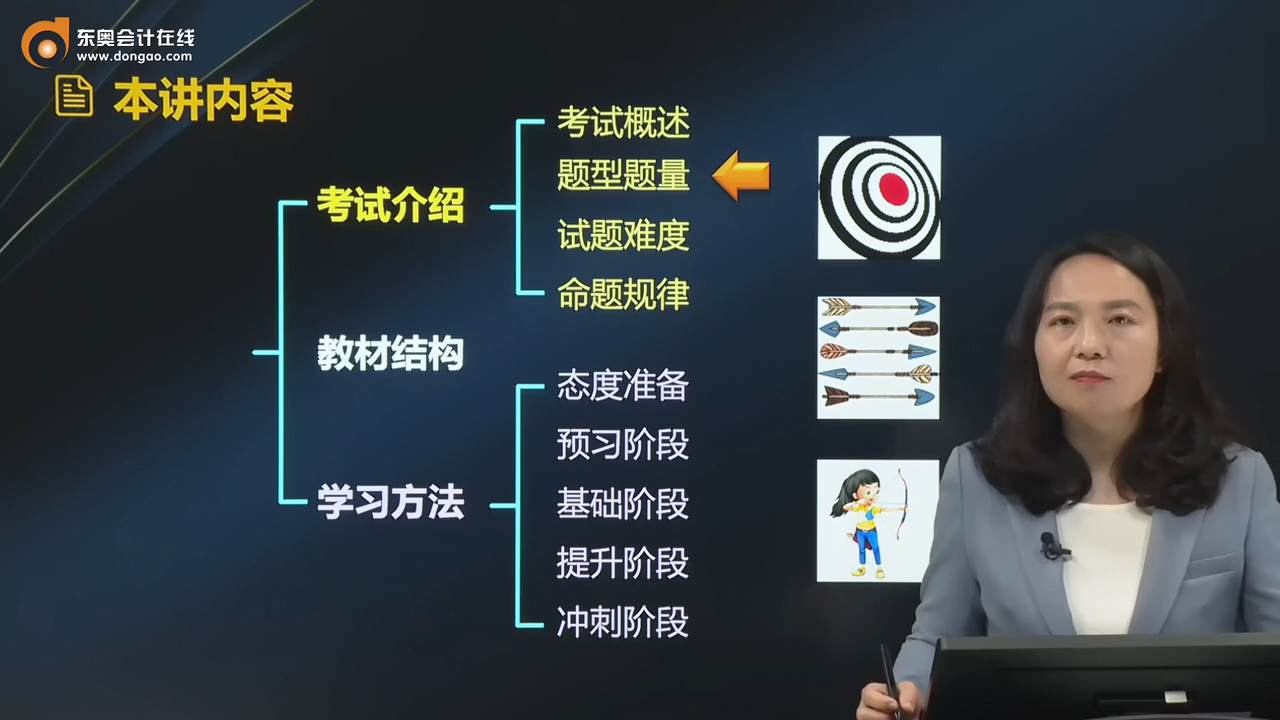 东奥会计在线
www.dongao.com
本讲内容
考试介绍
考试概述
题型题量
试题难度
命题规律
教材结构
学习方法
态度准备
预习阶段
基础阶段
提升阶段
冲刺阶段